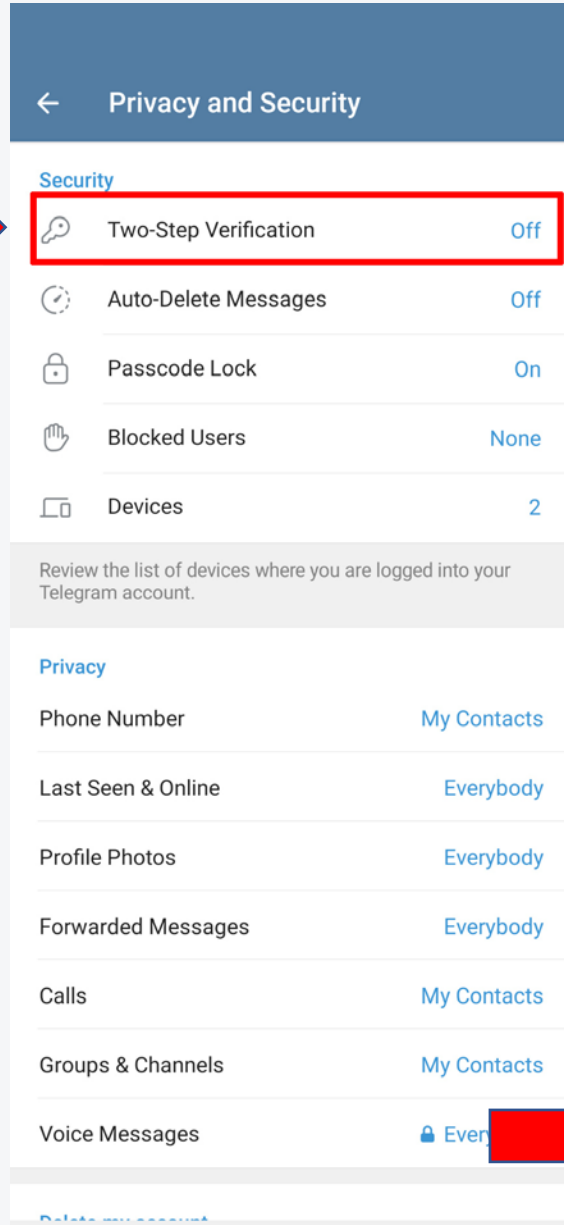 Privacy and Security
Security
Two-Step Verification Off
Auto-Delete Messages Off
Passcode Lock On
Blocked Users None
Devices 2
Review the list of devices where you are logged into your
Telegram account.
Privacy
Phone Number My Contacts
Last Seen & Online Everybody
Profile Photos Everybody
Forwarded Messages Everybody
Calls My Contacts
Groups & Channels My Contacts
Voice Messages
Delete my account